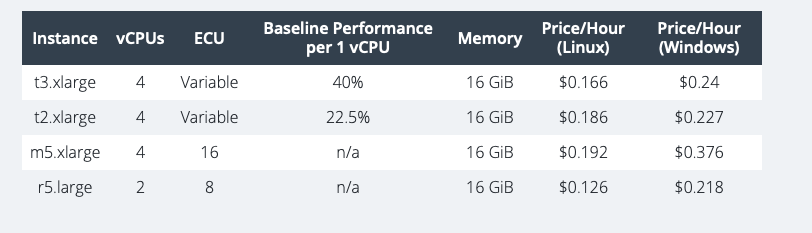 Instance vCPUs ECU Baseline Performance per 1 vCPU Memory Price/Hour (Linux) Price/Hour (Windows)
t3.xlarge 4 Variable 40% 16 GiB $0.166 $0.24
t2.xlarge 4 Variable 22.5% 16 GiB $0.186 $0.227
m5.xlarge 4 16 n/a 16 GiB $0.192 $0.376
r5.large 2 8 n/a 16 GiB $0.126 $0.218